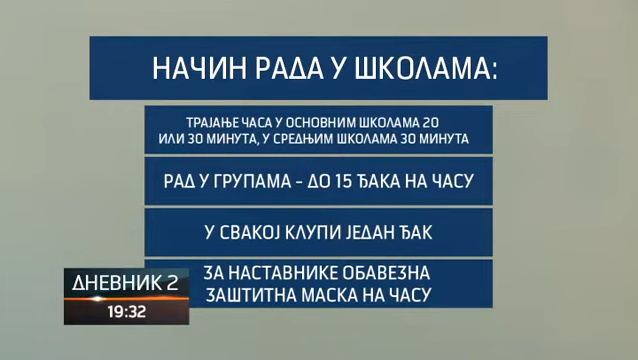 НАЧИН РАДА У ШКОЛАМА:
ТРАЈАЊЕ ЧАСА У ОСНОВНИМ ШКОЛАМА 20
ИЛИ 30 МИНУТА, У СРЕДЊИМ ШКОЛАМА 30 МИНУТА
РАД У ГРУПАМА - ДО 15 ЂАКА НА ЧАСУ
У СВАКОЈ КЛУПИ ЈЕДАН ЂАК
ЗА НАСТАВНИКЕ ОБАВЕЗНА
ЗАШТИТНА МАСКА НА ЧАСУ
ДНЕВНИК 2
19:32